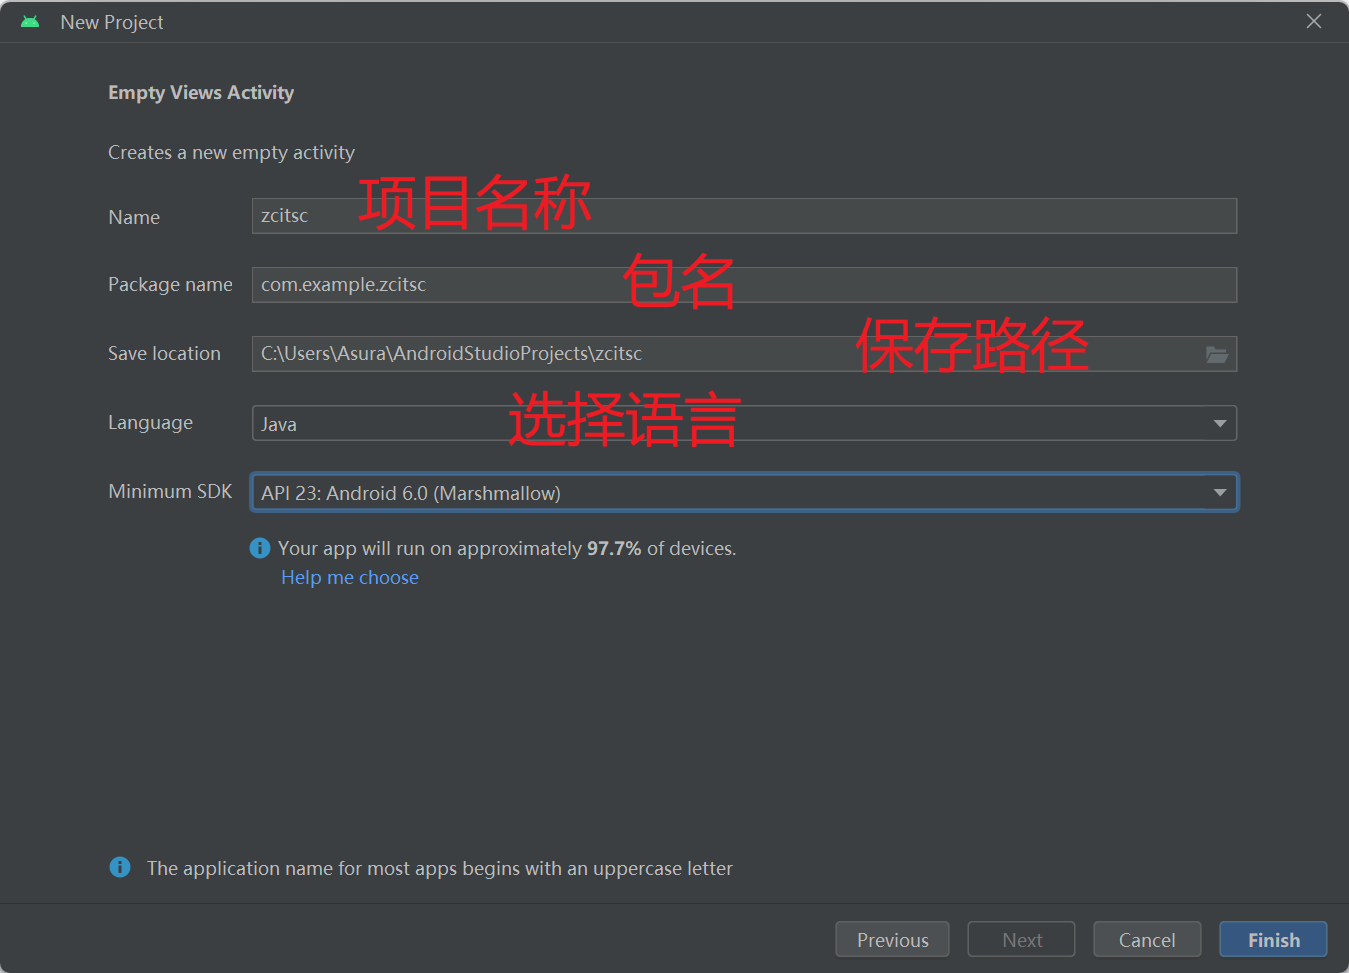 New Project
Empty Views Activity
Creates a new empty activity
项目名称
Name zcitsc
包名
Package name com.example.zcitsc
保存路径
Save location C:\Users\Asura\AndroidStudioProjects\zcitsc
选择语言
Language Java
Minimum SDK API 23: Android 6.0 (Marshmallow)
Your app will run on approximately 97.7% of devices.
Help me choose
The application name for most apps begins with an uppercase letter
Previous Next Cancel Finish